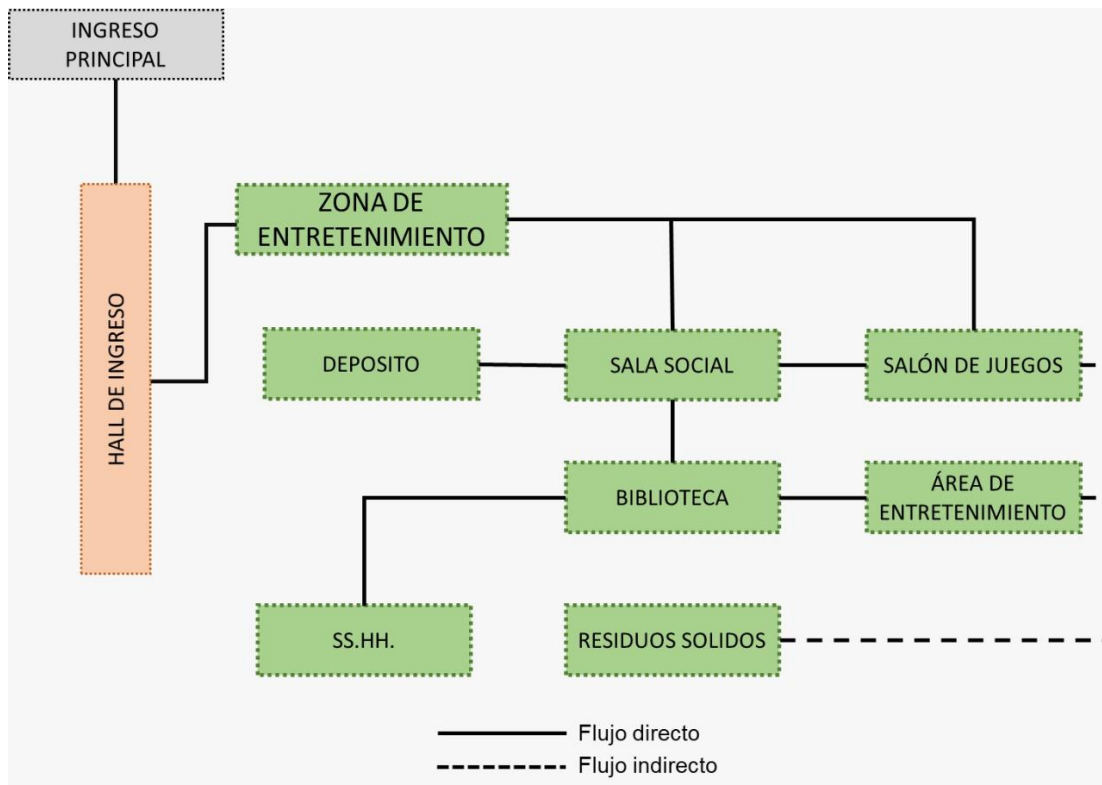 INGRESO
PRINCIPAL
HALL DE INGRESO
ZONA DE
ENTRETENIMIENTO
DEPOSITO
SALA SOCIAL
SALÓN DE JUEGOS
BIBLIOTECA
ÁREA DE
ENTRETENIMIENTO
SS.HH.
RESIDUOS SOLIDOS
Flujo directo
Flujo indirecto